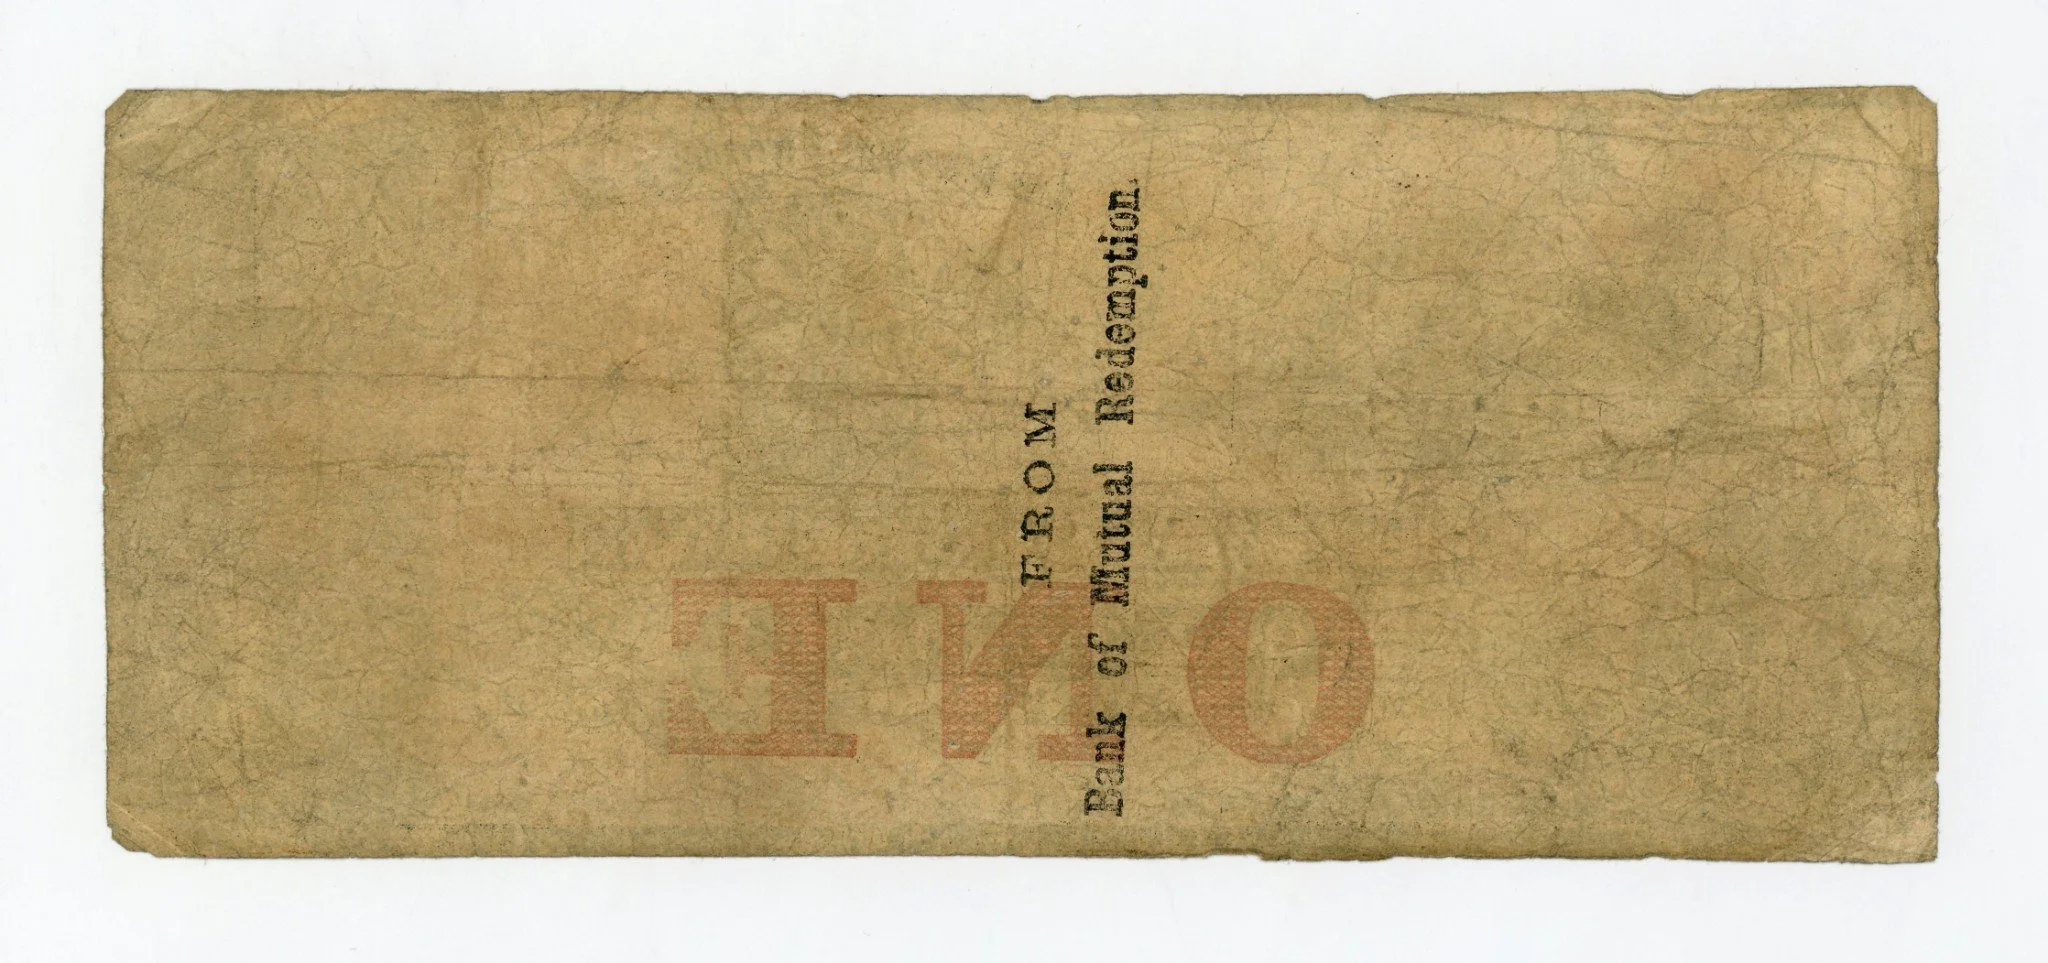 FROM
Bank of Mutual Redemption.
ONE